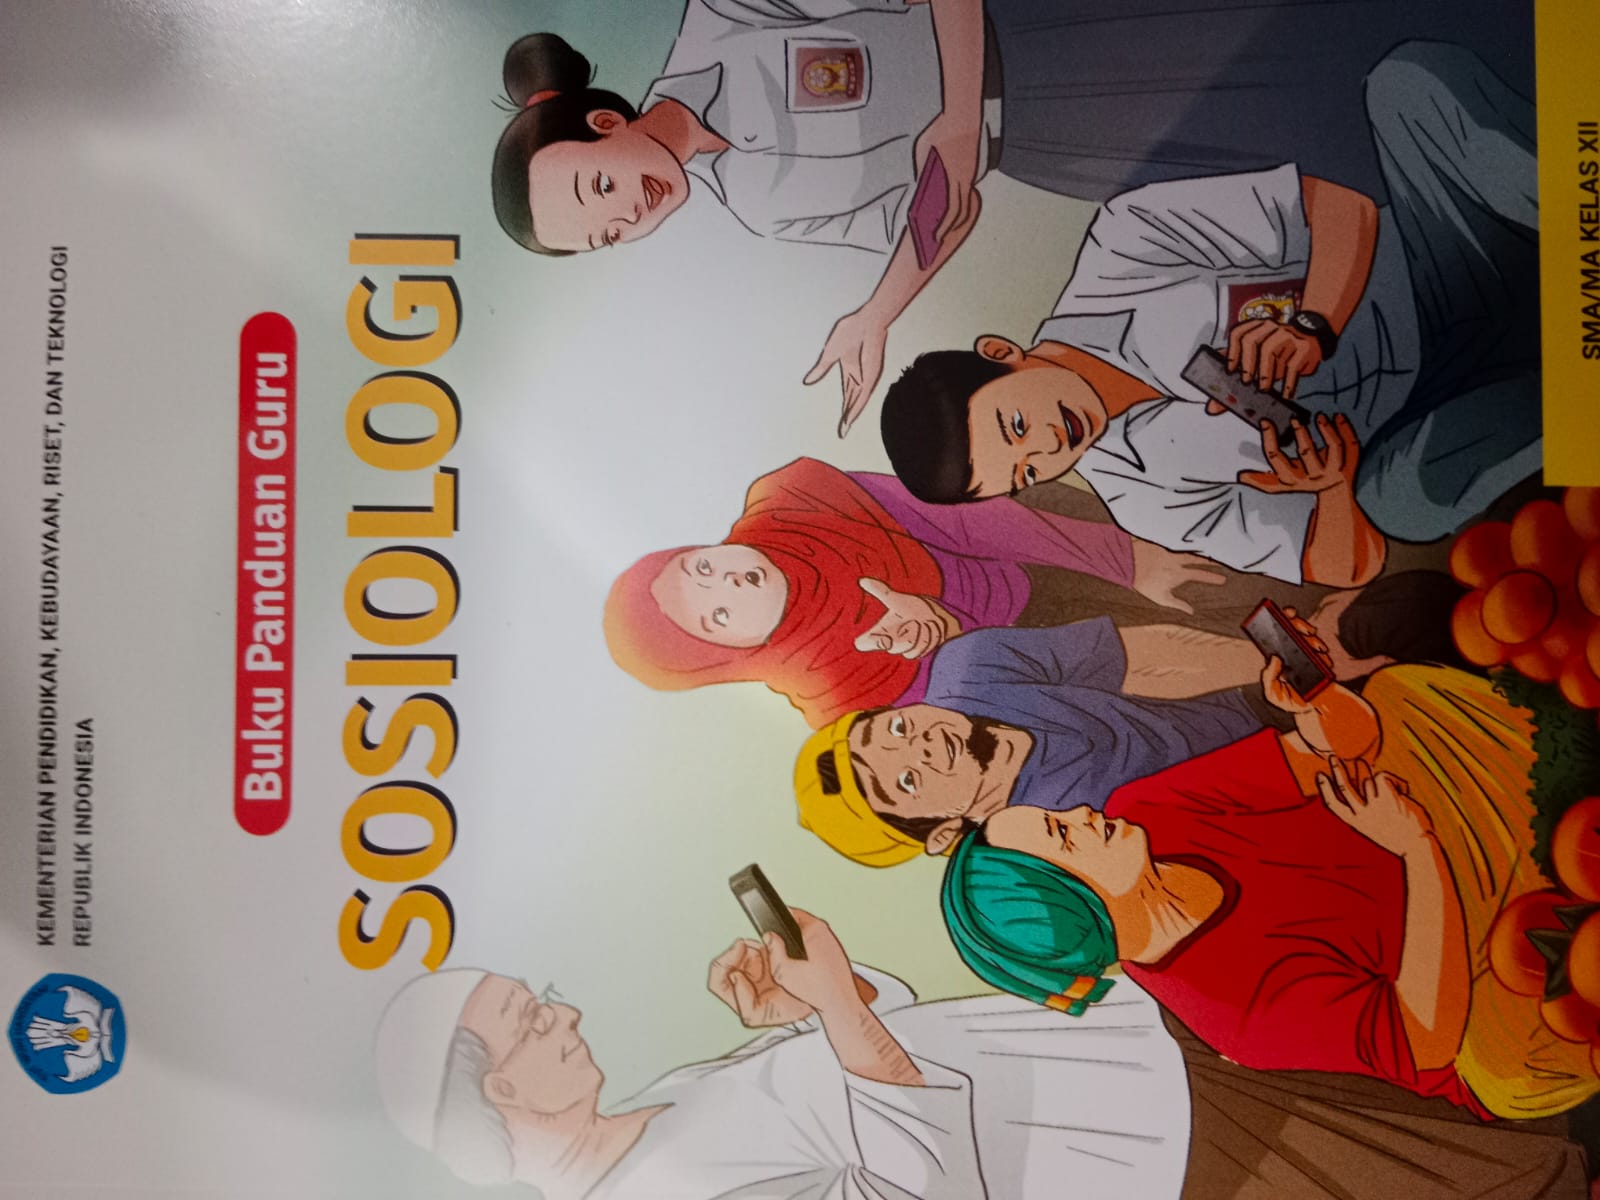 KEMENTERIAN PENDIDIKAN, KEBUDAYAAN, RISET, DAN TEKNOLOGI
REPUBLIK INDONESIA
Buku Panduan Guru
SOSIOLOGI
SMA/MA KELAS XII